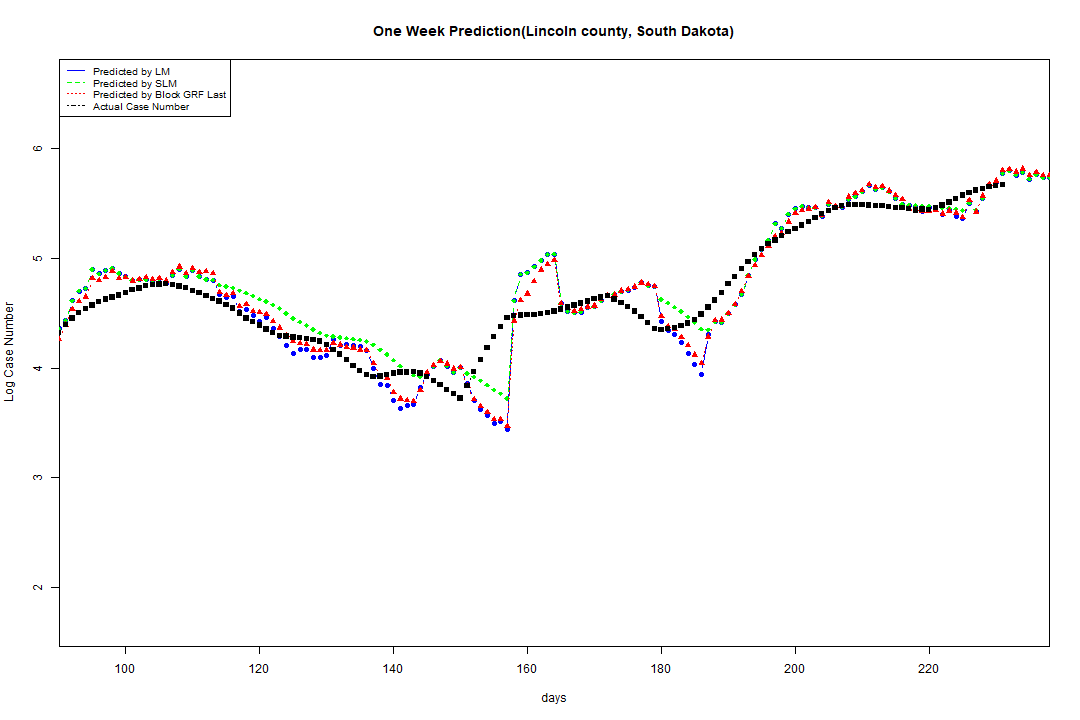 One Week Prediction(Lincoln county, South Dakota)
Predicted by LM
Predicted by SLM
Predicted by Block GRF Last
Actual Case Number
6
5
4
3
2
Log Case Number
100 120 140 160 180 200 220
days